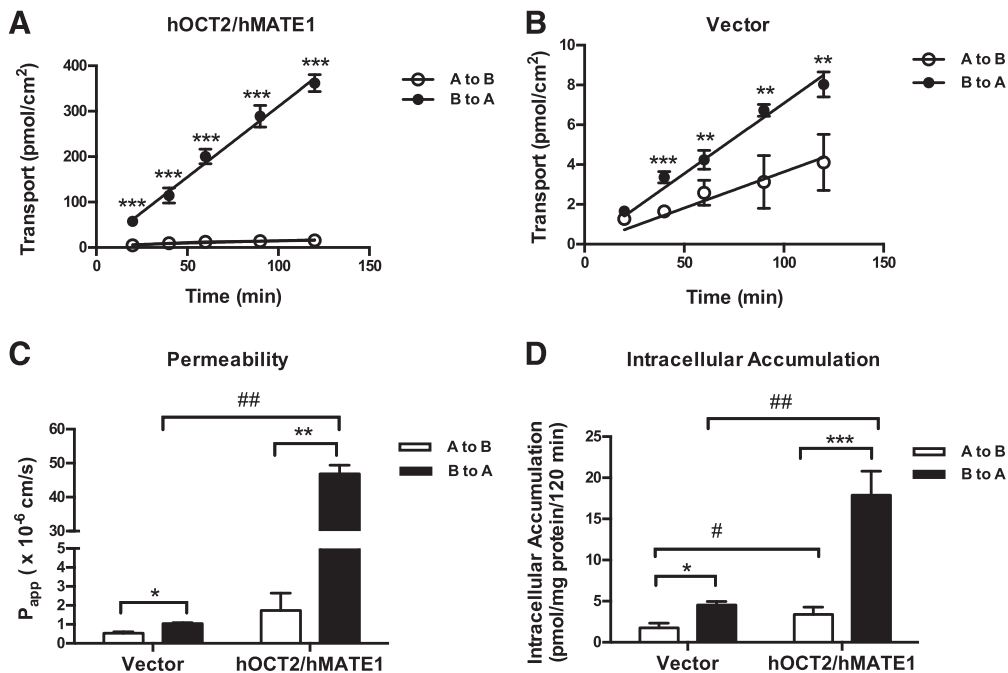 A
hOCT2/hMATE1
Transport (pmol/cm²)
400
300
200
100
0
***
***
***
***
***
0 50 100 150
Time (min)
A to B
B to A
B
Vector
Transport (pmol/cm²)
10
8
6
4
2
0
***
**
**
**
0 50 100 150
Time (min)
A to B
B to A
C
Permeability
P_app ( x 10⁻⁶ cm/s)
60
50
40
30
5
4
3
2
1
0
##
**
*
Vector hOCT2/hMATE1
A to B
B to A
D
Intracellular Accumulation
Intracellular Accumulation
(pmol/mg protein/120 min)
25
20
15
10
5
0
##
***
#
*
Vector hOCT2/hMATE1
A to B
B to A